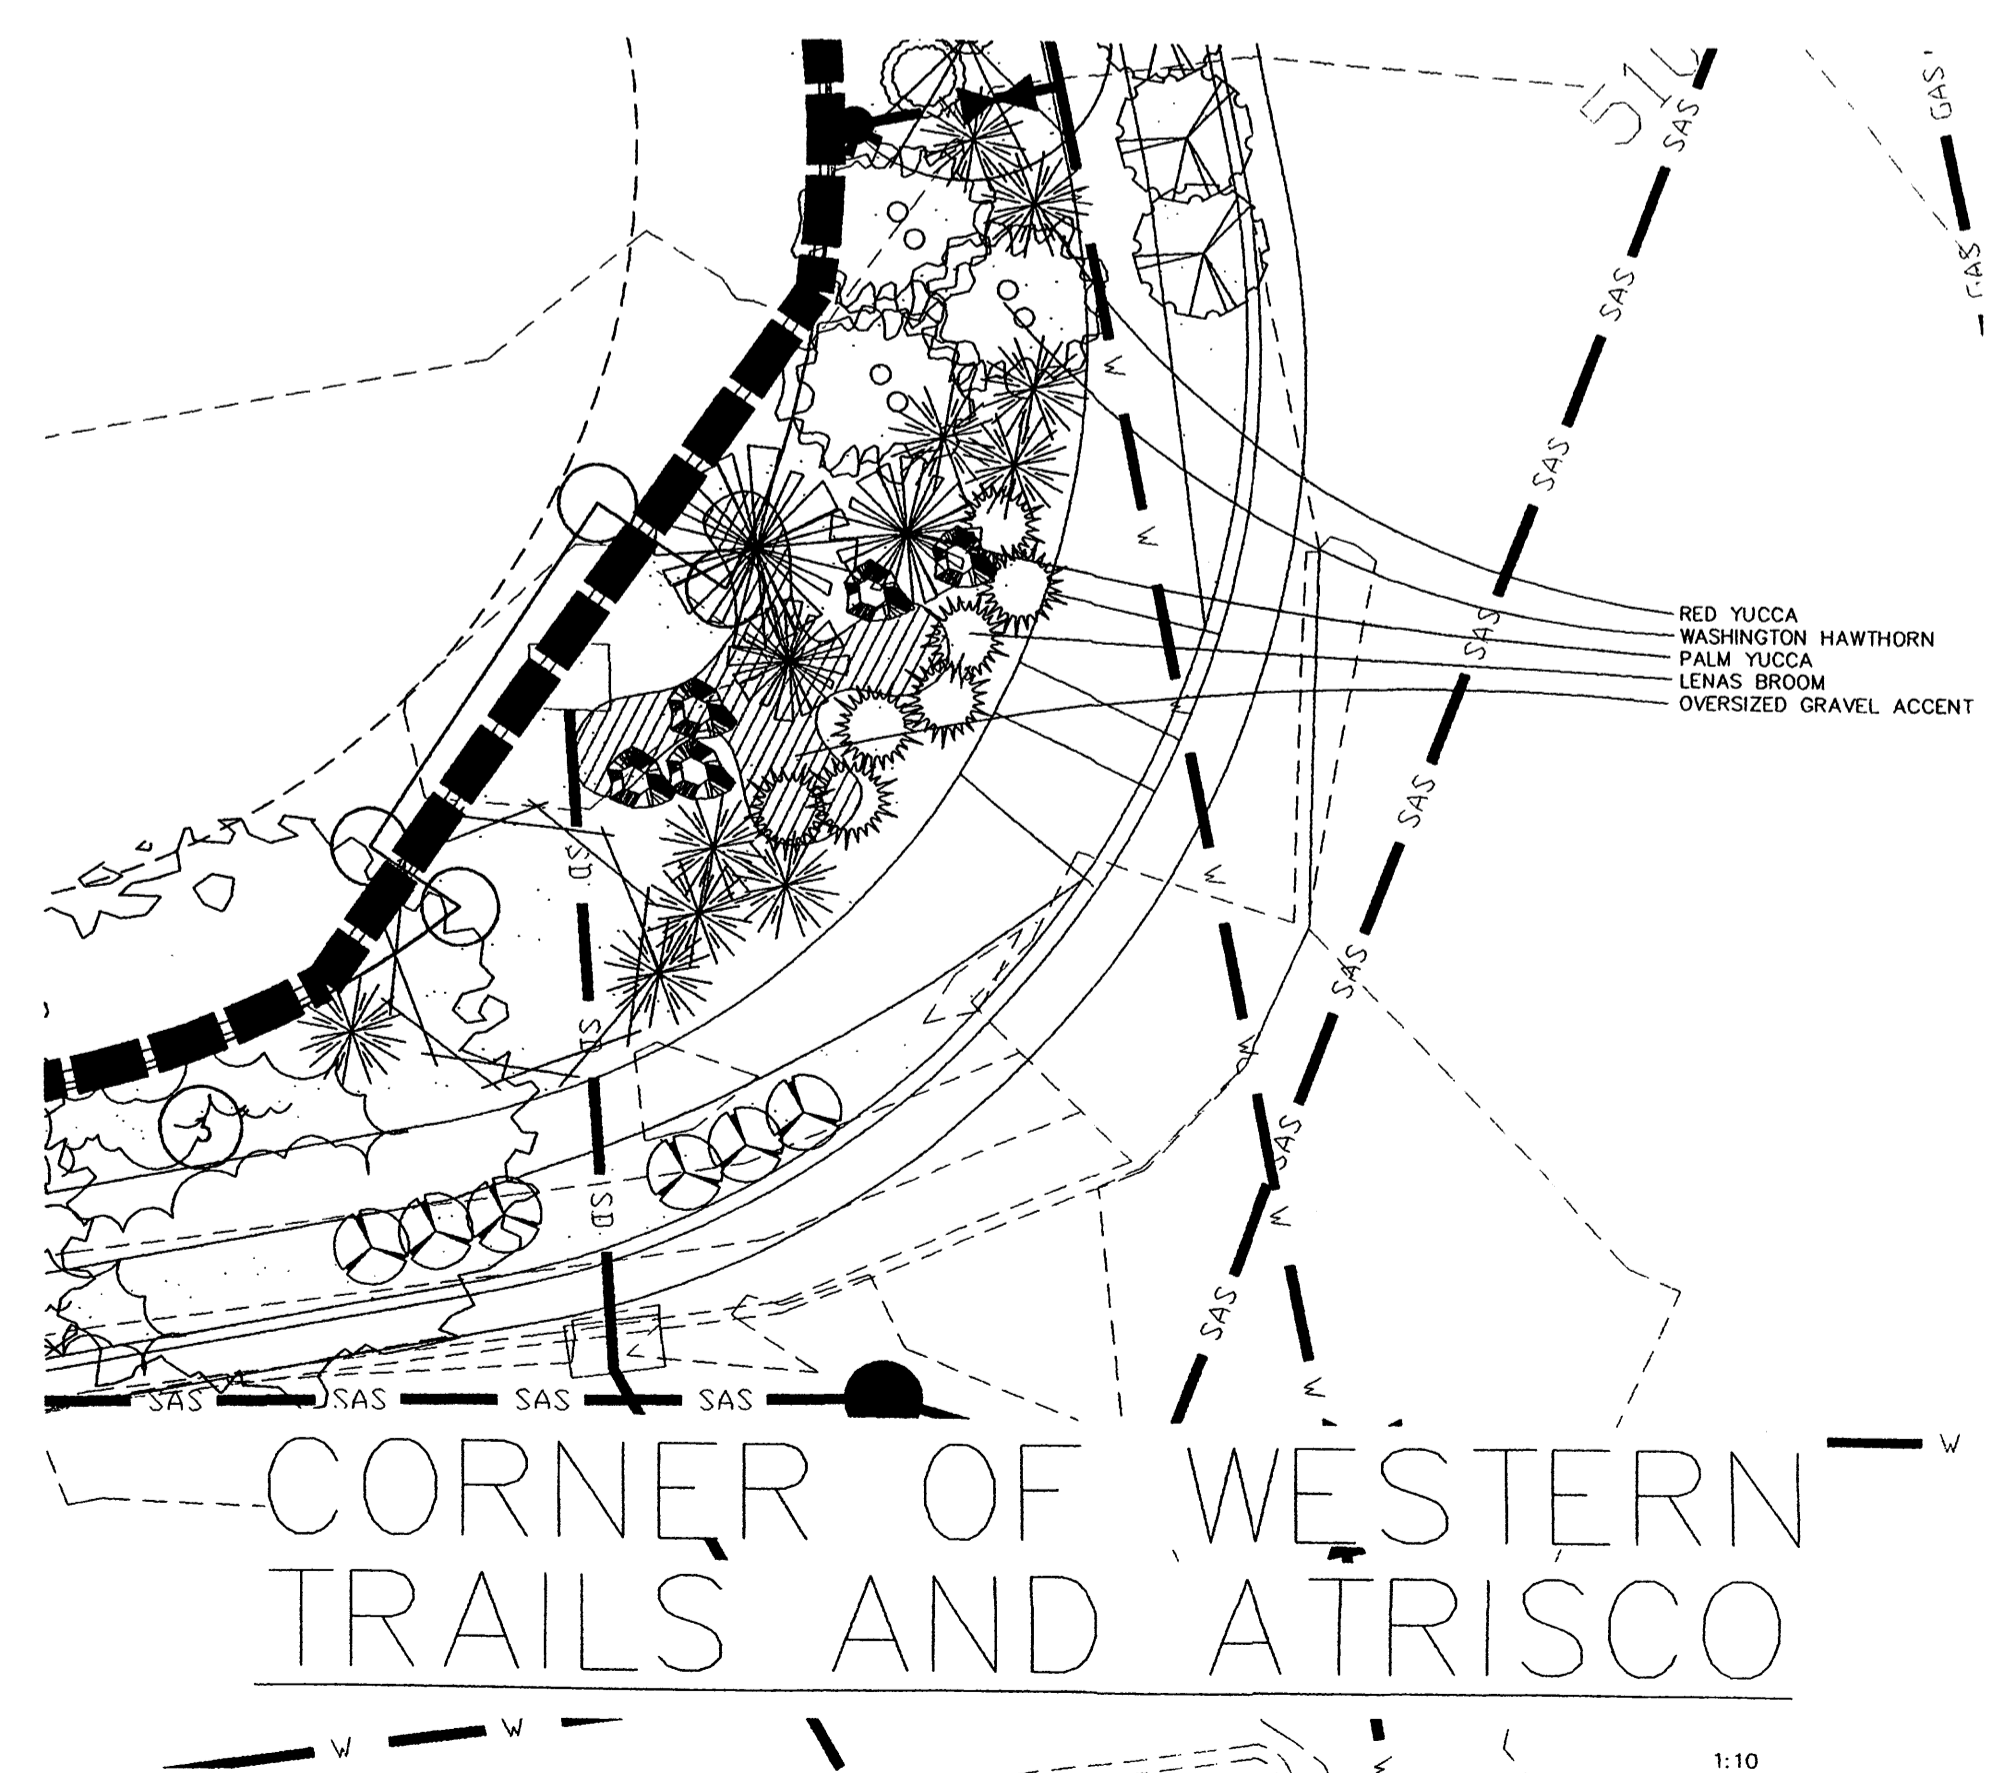 510
SAS
GAS
GAS
SAS
W
SAS
W
RED YUCCA
SAS
WASHINGTON HAWTHORN
PALM YUCCA
LENAS BROOM
OVERSIZED GRAVEL ACCENT
W
SAS
SD
W
SAS
SD
W
SAS
SD
W
SAS
W
SAS SAS SAS SAS
CORNER OF WESTERN
W
TRAILS AND ATRISCO
W W
W
1:10